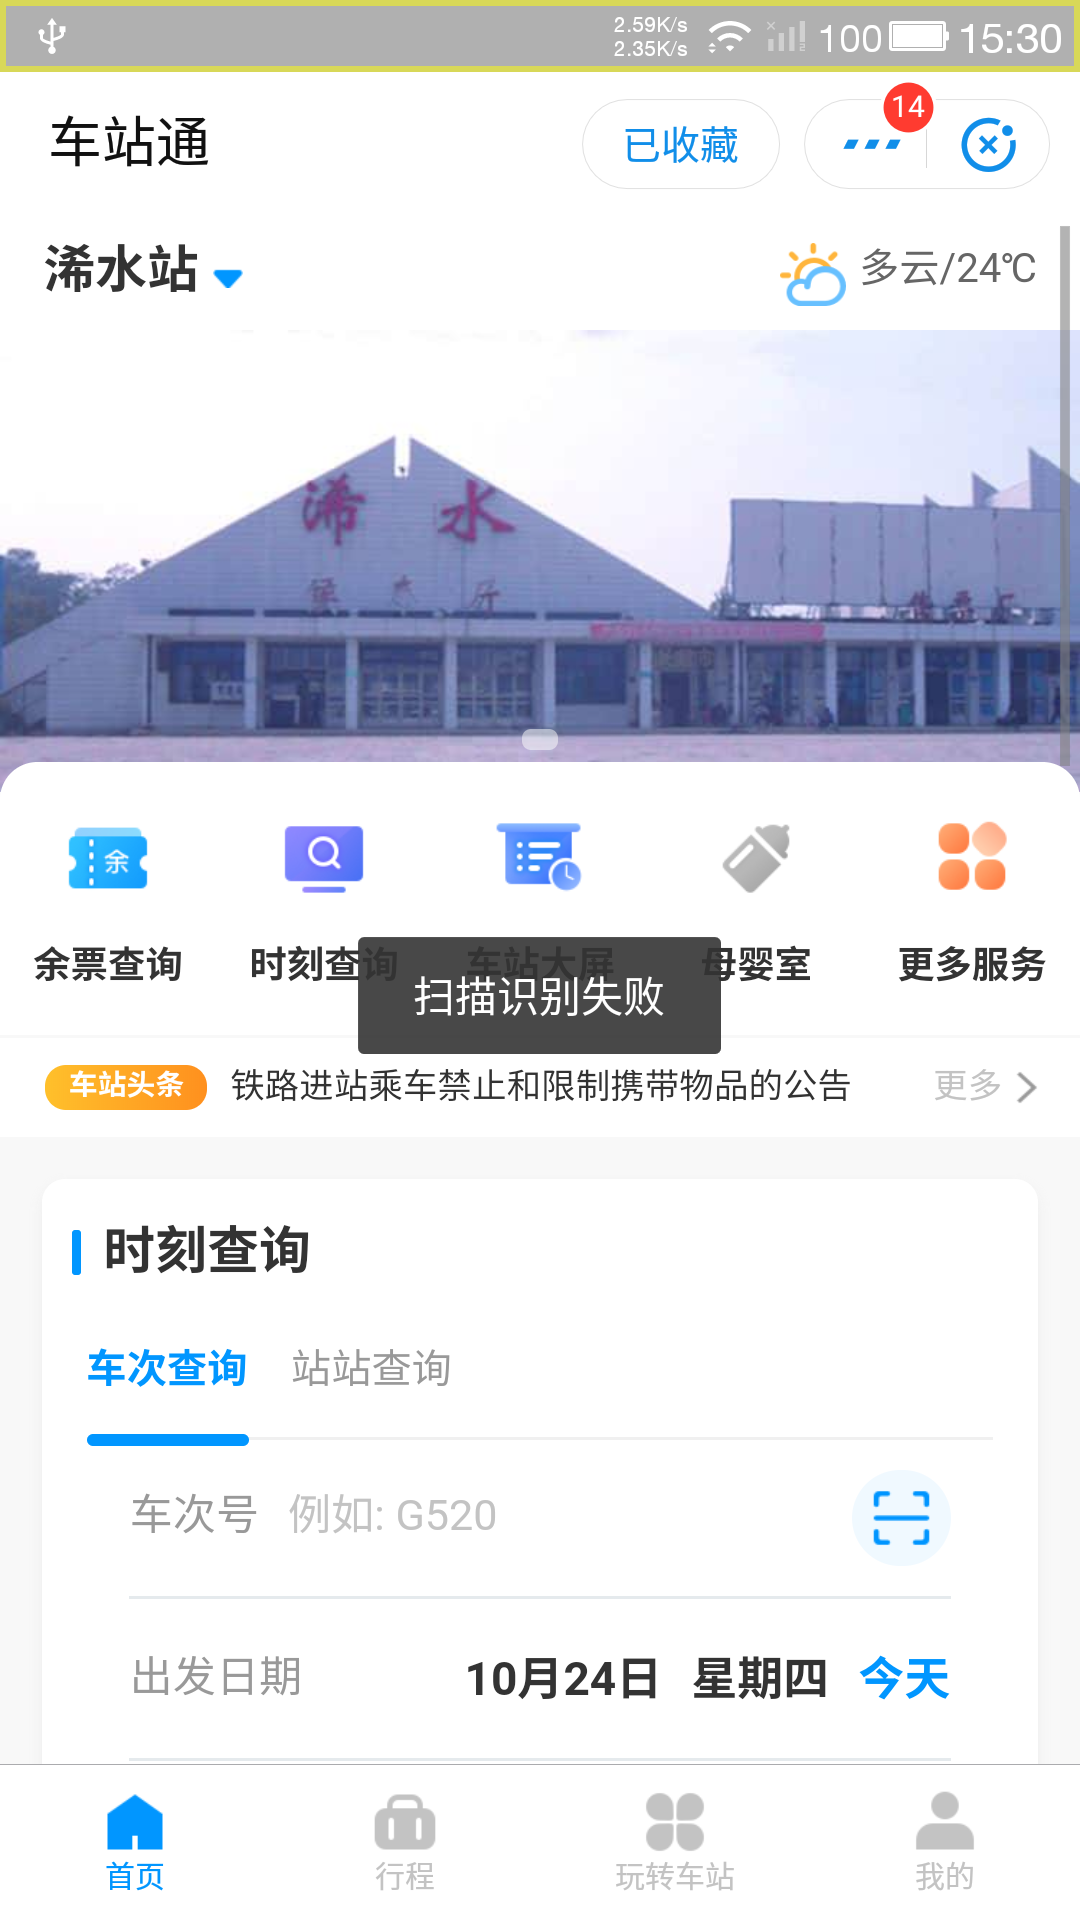 2.59K/s
2.35K/s
100
15:30
车站通
已收藏
14
浠水站
多云/24℃
浠水
余
余票查询
时刻查询
车站大屏
母婴室
更多服务
扫描识别失败
车站头条
铁路进站乘车禁止和限制携带物品的公告
更多
时刻查询
车次查询
站站查询
车次号
例如: G520
出发日期
10月24日 星期四 今天
首页
行程
玩转车站
我的